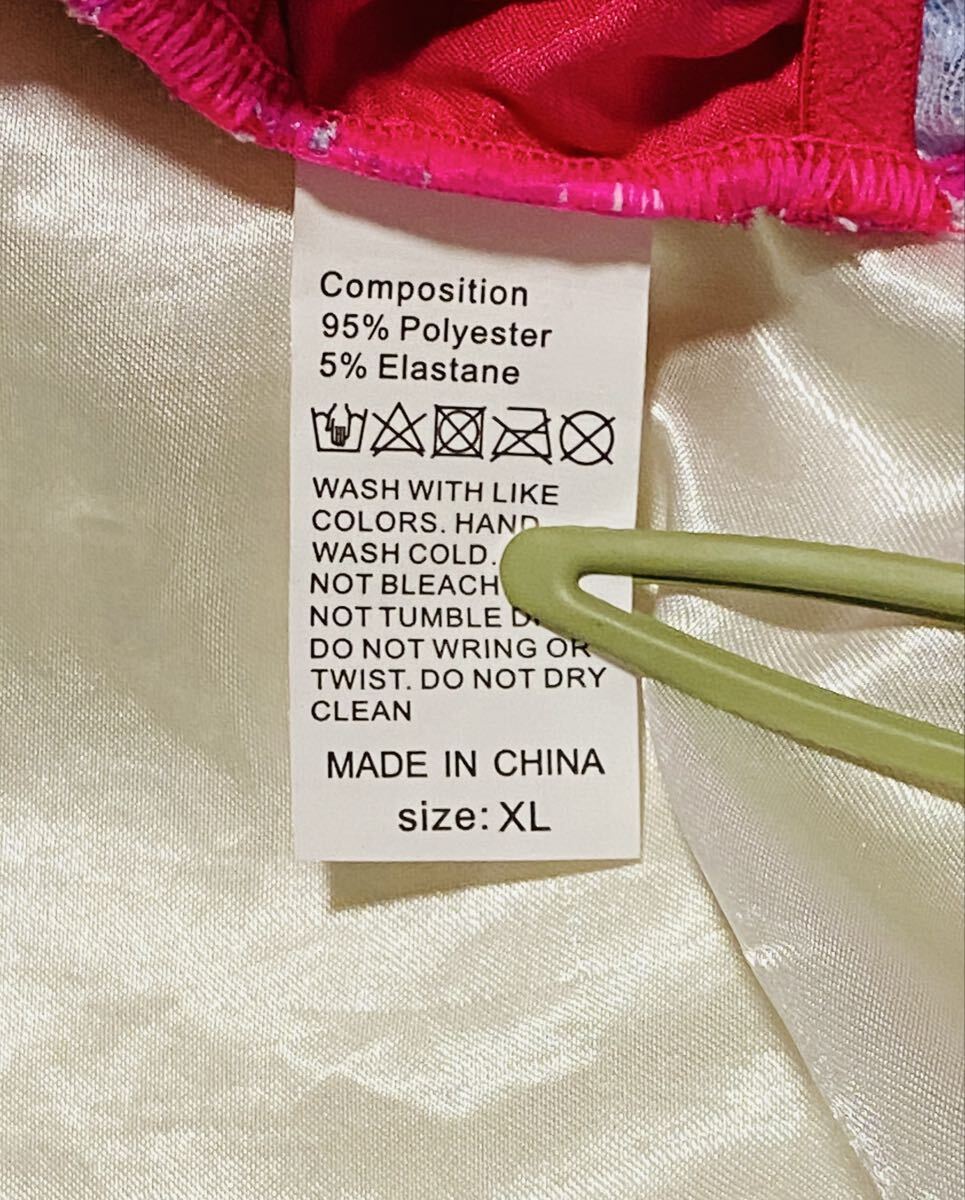 Composition
95% Polyester
5% Elastane
WASH WITH LIKE
COLORS. HAND
WASH COLD.
NOT BLEACH
NOT TUMBLE
DO NOT WRING OR
TWIST. DO NOT DRY
CLEAN
MADE IN CHINA
size: XL